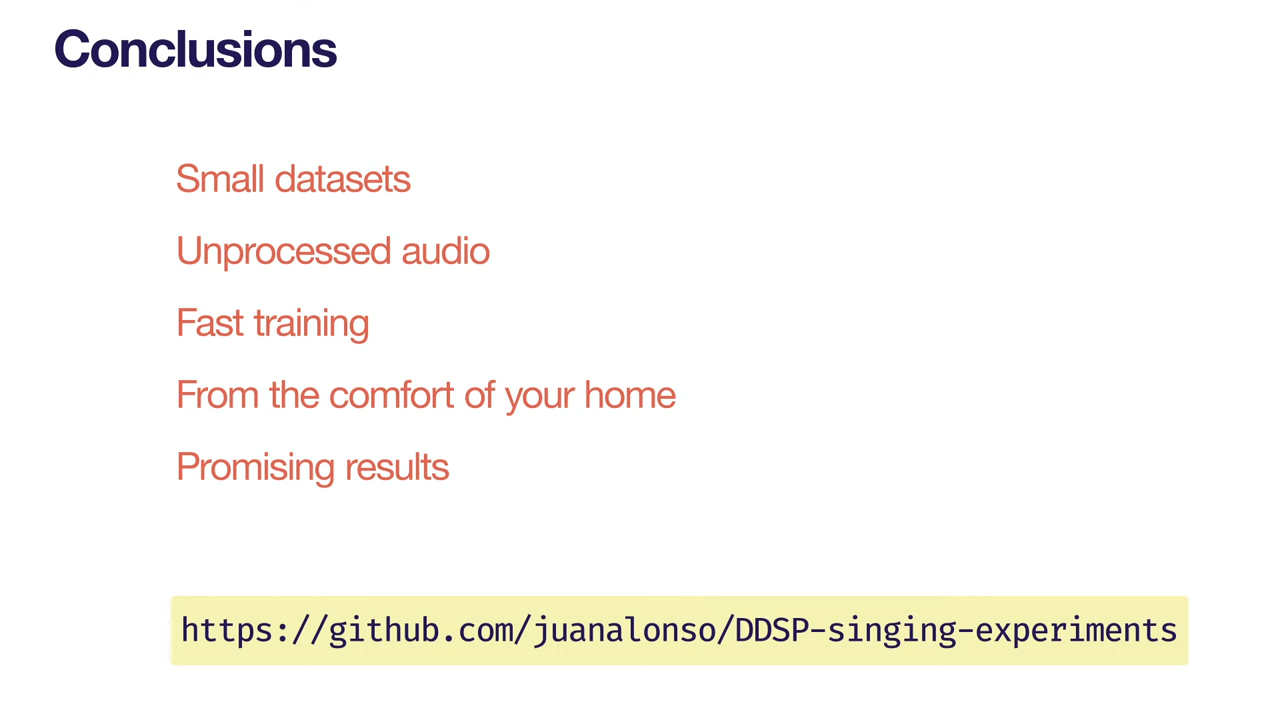 Conclusions
Small datasets
Unprocessed audio
Fast training
From the comfort of your home
Promising results
https://github.com/juanalonso/DDSP-singing-experiments